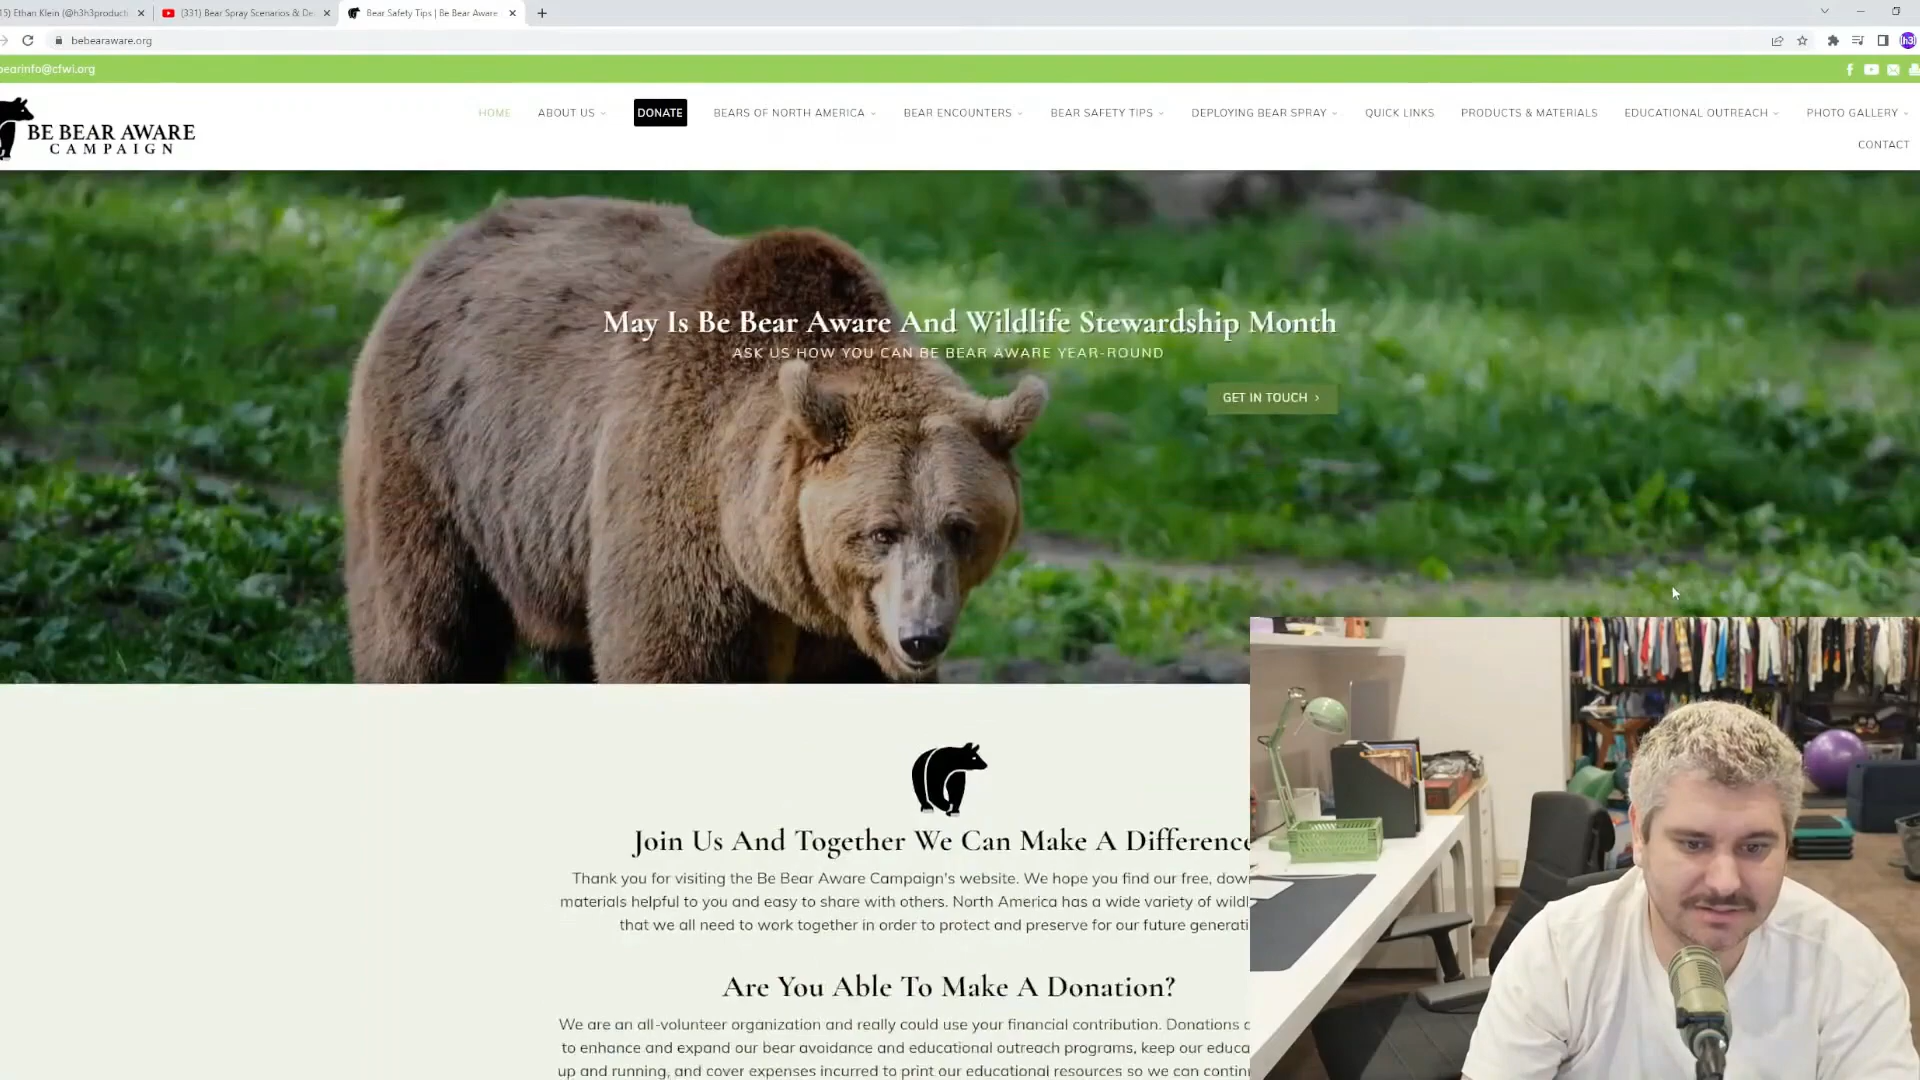 15) Ethan Klein (@h3h3producti
(331) Bear Spray Scenarios & De
Bear Safety Tips | Be Bear Aware
bebearaware.org
bearinfo@cfwi.org
BE BEAR AWARE
CAMPAIGN
HOME
ABOUT US
DONATE
BEARS OF NORTH AMERICA
BEAR ENCOUNTERS
BEAR SAFETY TIPS
DEPLOYING BEAR SPRAY
QUICK LINKS
PRODUCTS & MATERIALS
EDUCATIONAL OUTREACH
PHOTO GALLERY
CONTACT
May Is Be Bear Aware And Wildlife Stewardship Month
ASK US HOW YOU CAN BE BEAR AWARE YEAR-ROUND
GET IN TOUCH
Join Us And Together We Can Make A Difference
Thank you for visiting the Be Bear Aware Campaign's website. We hope you find our free, dow
materials helpful to you and easy to share with others. North America has a wide variety of wildl
that we all need to work together in order to protect and preserve for our future generati
Are You Able To Make A Donation?
We are an all-volunteer organization and really could use your financial contribution. Donations
to enhance and expand our bear avoidance and educational outreach programs, keep our educa
up and running, and cover expenses incurred to print our educational resources so we can contin